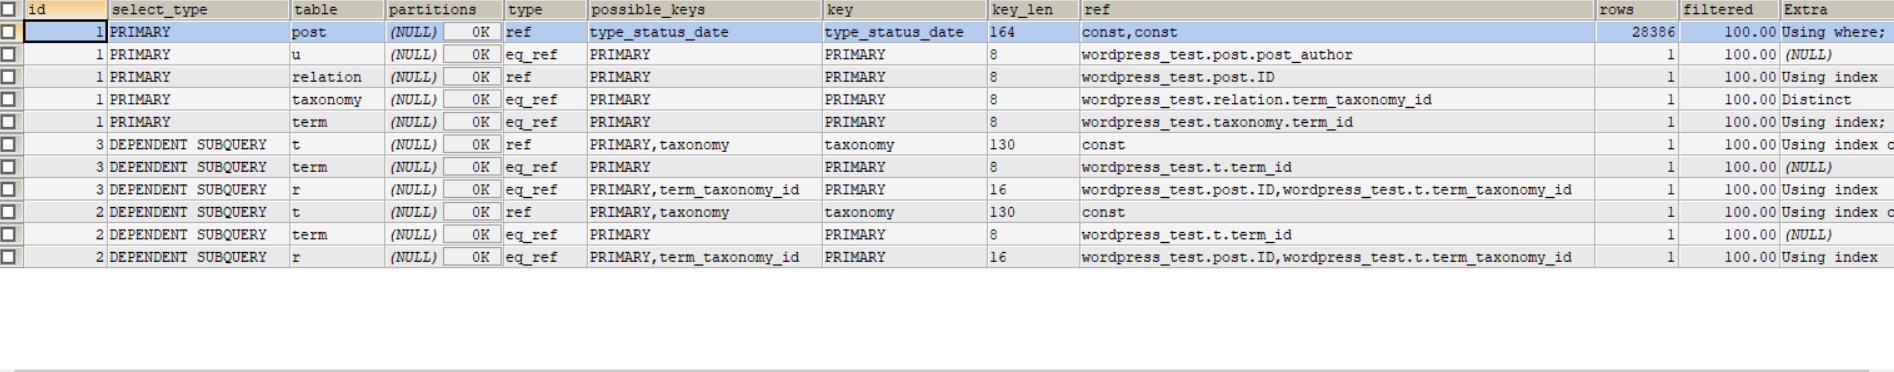 id select_type table partitions type possible_keys key key_len ref rows filtered Extra
1 PRIMARY post (NULL) 0K ref type_status_date type_status_date 164 const,const 28386 100.00 Using where;
1 PRIMARY u (NULL) 0K eq_ref PRIMARY PRIMARY 8 wordpress_test.post.post_author 1 100.00 (NULL)
1 PRIMARY relation (NULL) 0K ref PRIMARY PRIMARY 8 wordpress_test.post.ID 1 100.00 Using index
1 PRIMARY taxonomy (NULL) 0K eq_ref PRIMARY PRIMARY 8 wordpress_test.relation.term_taxonomy_id 1 100.00 Distinct
1 PRIMARY term (NULL) 0K eq_ref PRIMARY PRIMARY 8 wordpress_test.taxonomy.term_id 1 100.00 Using index;
3 DEPENDENT SUBQUERY t (NULL) 0K ref PRIMARY,taxonomy taxonomy 130 const 1 100.00 Using index c
3 DEPENDENT SUBQUERY term (NULL) 0K eq_ref PRIMARY PRIMARY 8 wordpress_test.t.term_id 1 100.00 (NULL)
3 DEPENDENT SUBQUERY r (NULL) 0K eq_ref PRIMARY,term_taxonomy_id PRIMARY 16 wordpress_test.post.ID,wordpress_test.t.term_taxonomy_id 1 100.00 Using index
2 DEPENDENT SUBQUERY t (NULL) 0K ref PRIMARY,taxonomy taxonomy 130 const 1 100.00 Using index c
2 DEPENDENT SUBQUERY term (NULL) 0K eq_ref PRIMARY PRIMARY 8 wordpress_test.t.term_id 1 100.00 (NULL)
2 DEPENDENT SUBQUERY r (NULL) 0K eq_ref PRIMARY,term_taxonomy_id PRIMARY 16 wordpress_test.post.ID,wordpress_test.t.term_taxonomy_id 1 100.00 Using index